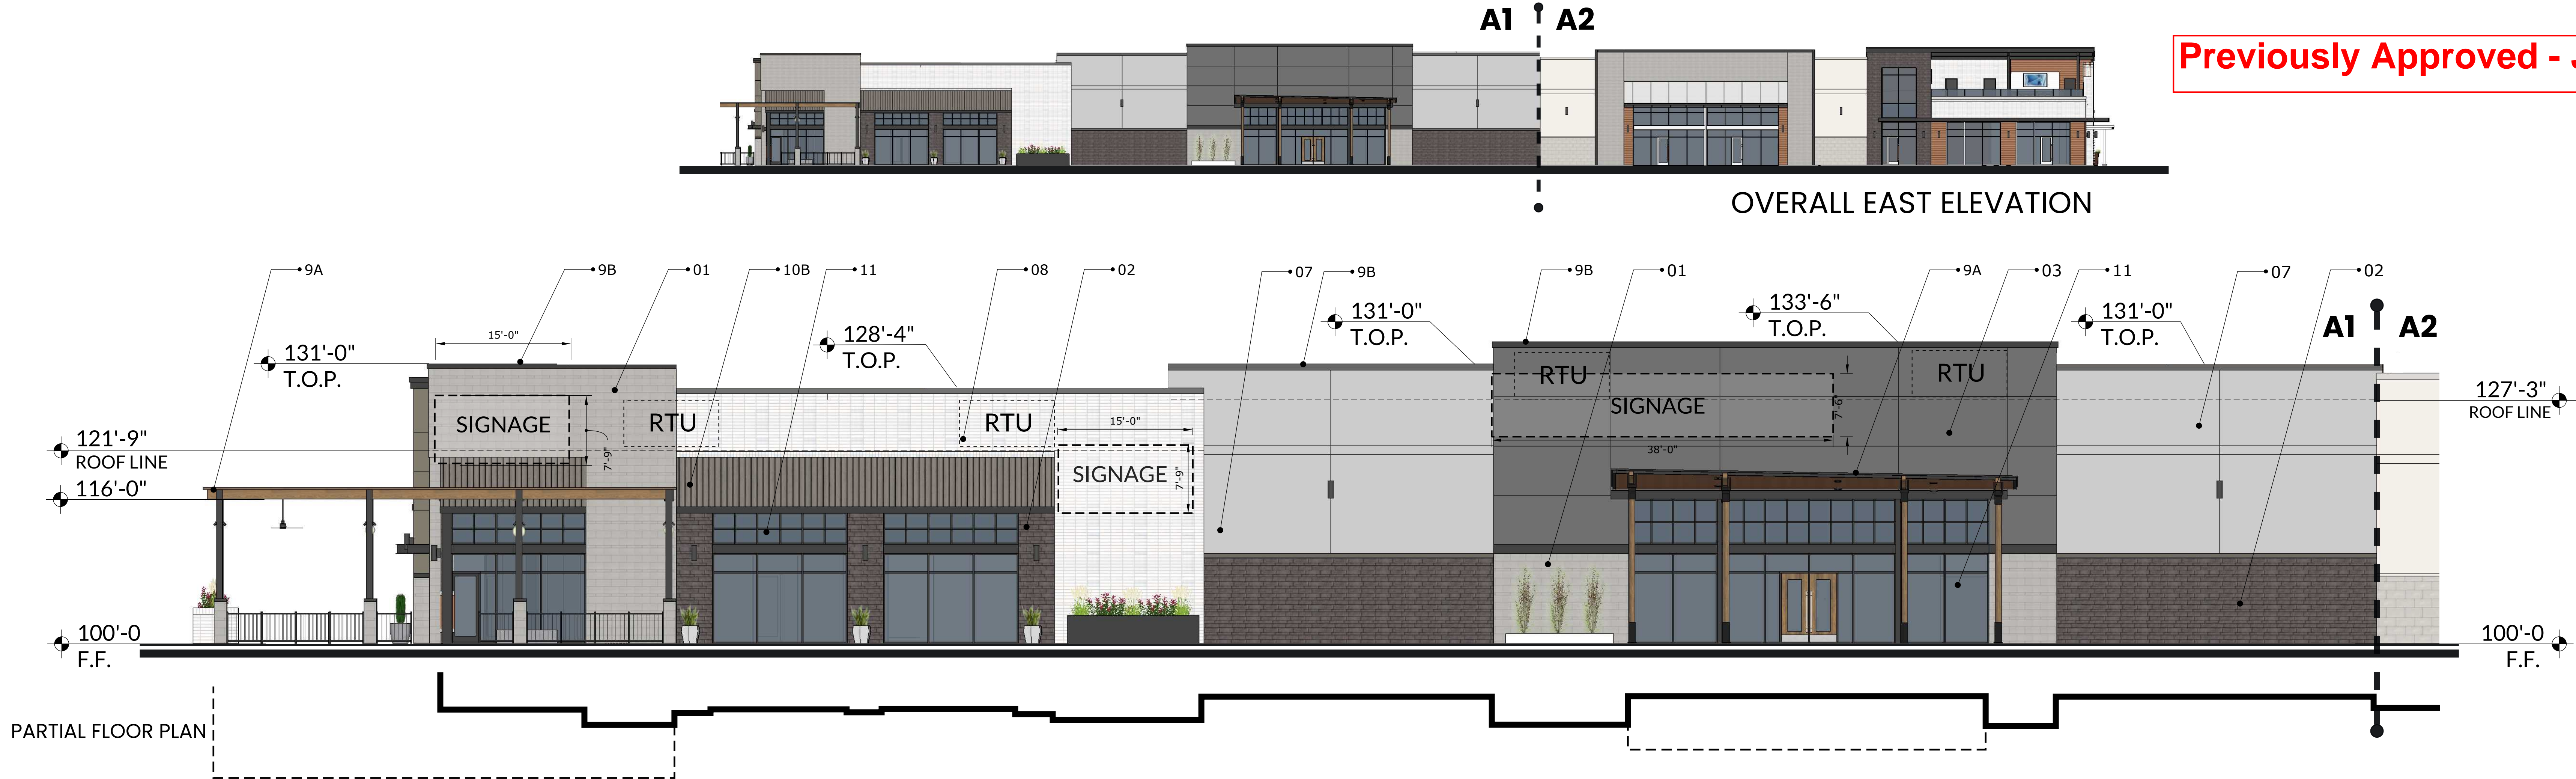 A1 A2
Previously Approved -
OVERALL EAST ELEVATION
9A 9B 01 10B 11 08 02 07 9B 9B 01 9A 03 11 07 02
131'-0"
T.O.P.
15'-0"
128'-4"
T.O.P.
131'-0"
T.O.P.
133'-6"
T.O.P.
131'-0"
T.O.P.
A1 A2
127'-3"
ROOF LINE
121'-9"
ROOF LINE
116'-0"
SIGNAGE
7'-9"
RTU
RTU
15'-0"
SIGNAGE
7'-9"
RTU
SIGNAGE
38'-0"
7'-6"
RTU
100'-0
F.F.
100'-0
F.F.
PARTIAL FLOOR PLAN